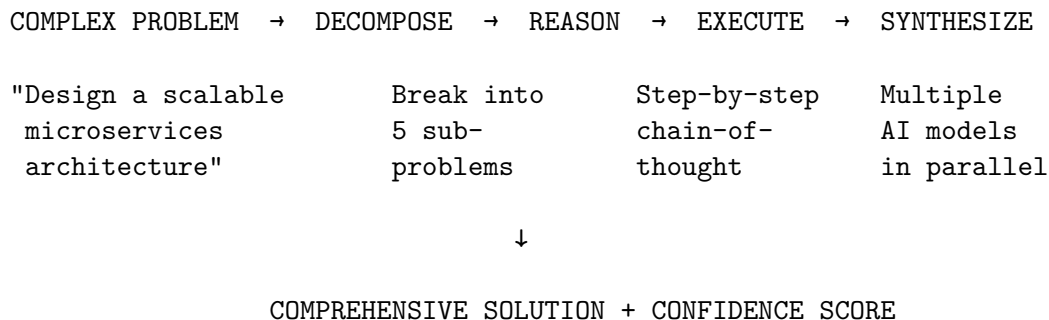 COMPLEX PROBLEM → DECOMPOSE → REASON → EXECUTE → SYNTHESIZE
"Design a scalable Break into Step-by-step Multiple
microservices 5 sub- chain-of- AI models
architecture" problems thought in parallel
↓
COMPREHENSIVE SOLUTION + CONFIDENCE SCORE